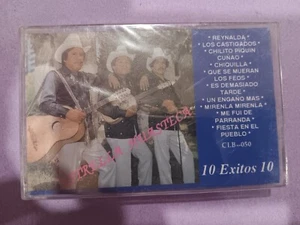 * REYNALDA *
* LOS CASTIGADOS *
* CHILITO PIQUIN
CUÑAO *
* CHIQUILLA *
* QUE SE MUERAN
LOS FEOS *
* ES DEMASIADO
TARDE *
* UN ENGAÑO MAS *
* MIRENLA MIRENLA *
* ME FUI DE
PARRANDA *
* FIESTA EN EL
PUEBLO *
HUASTECA
10 Exitos 10
CLB-050